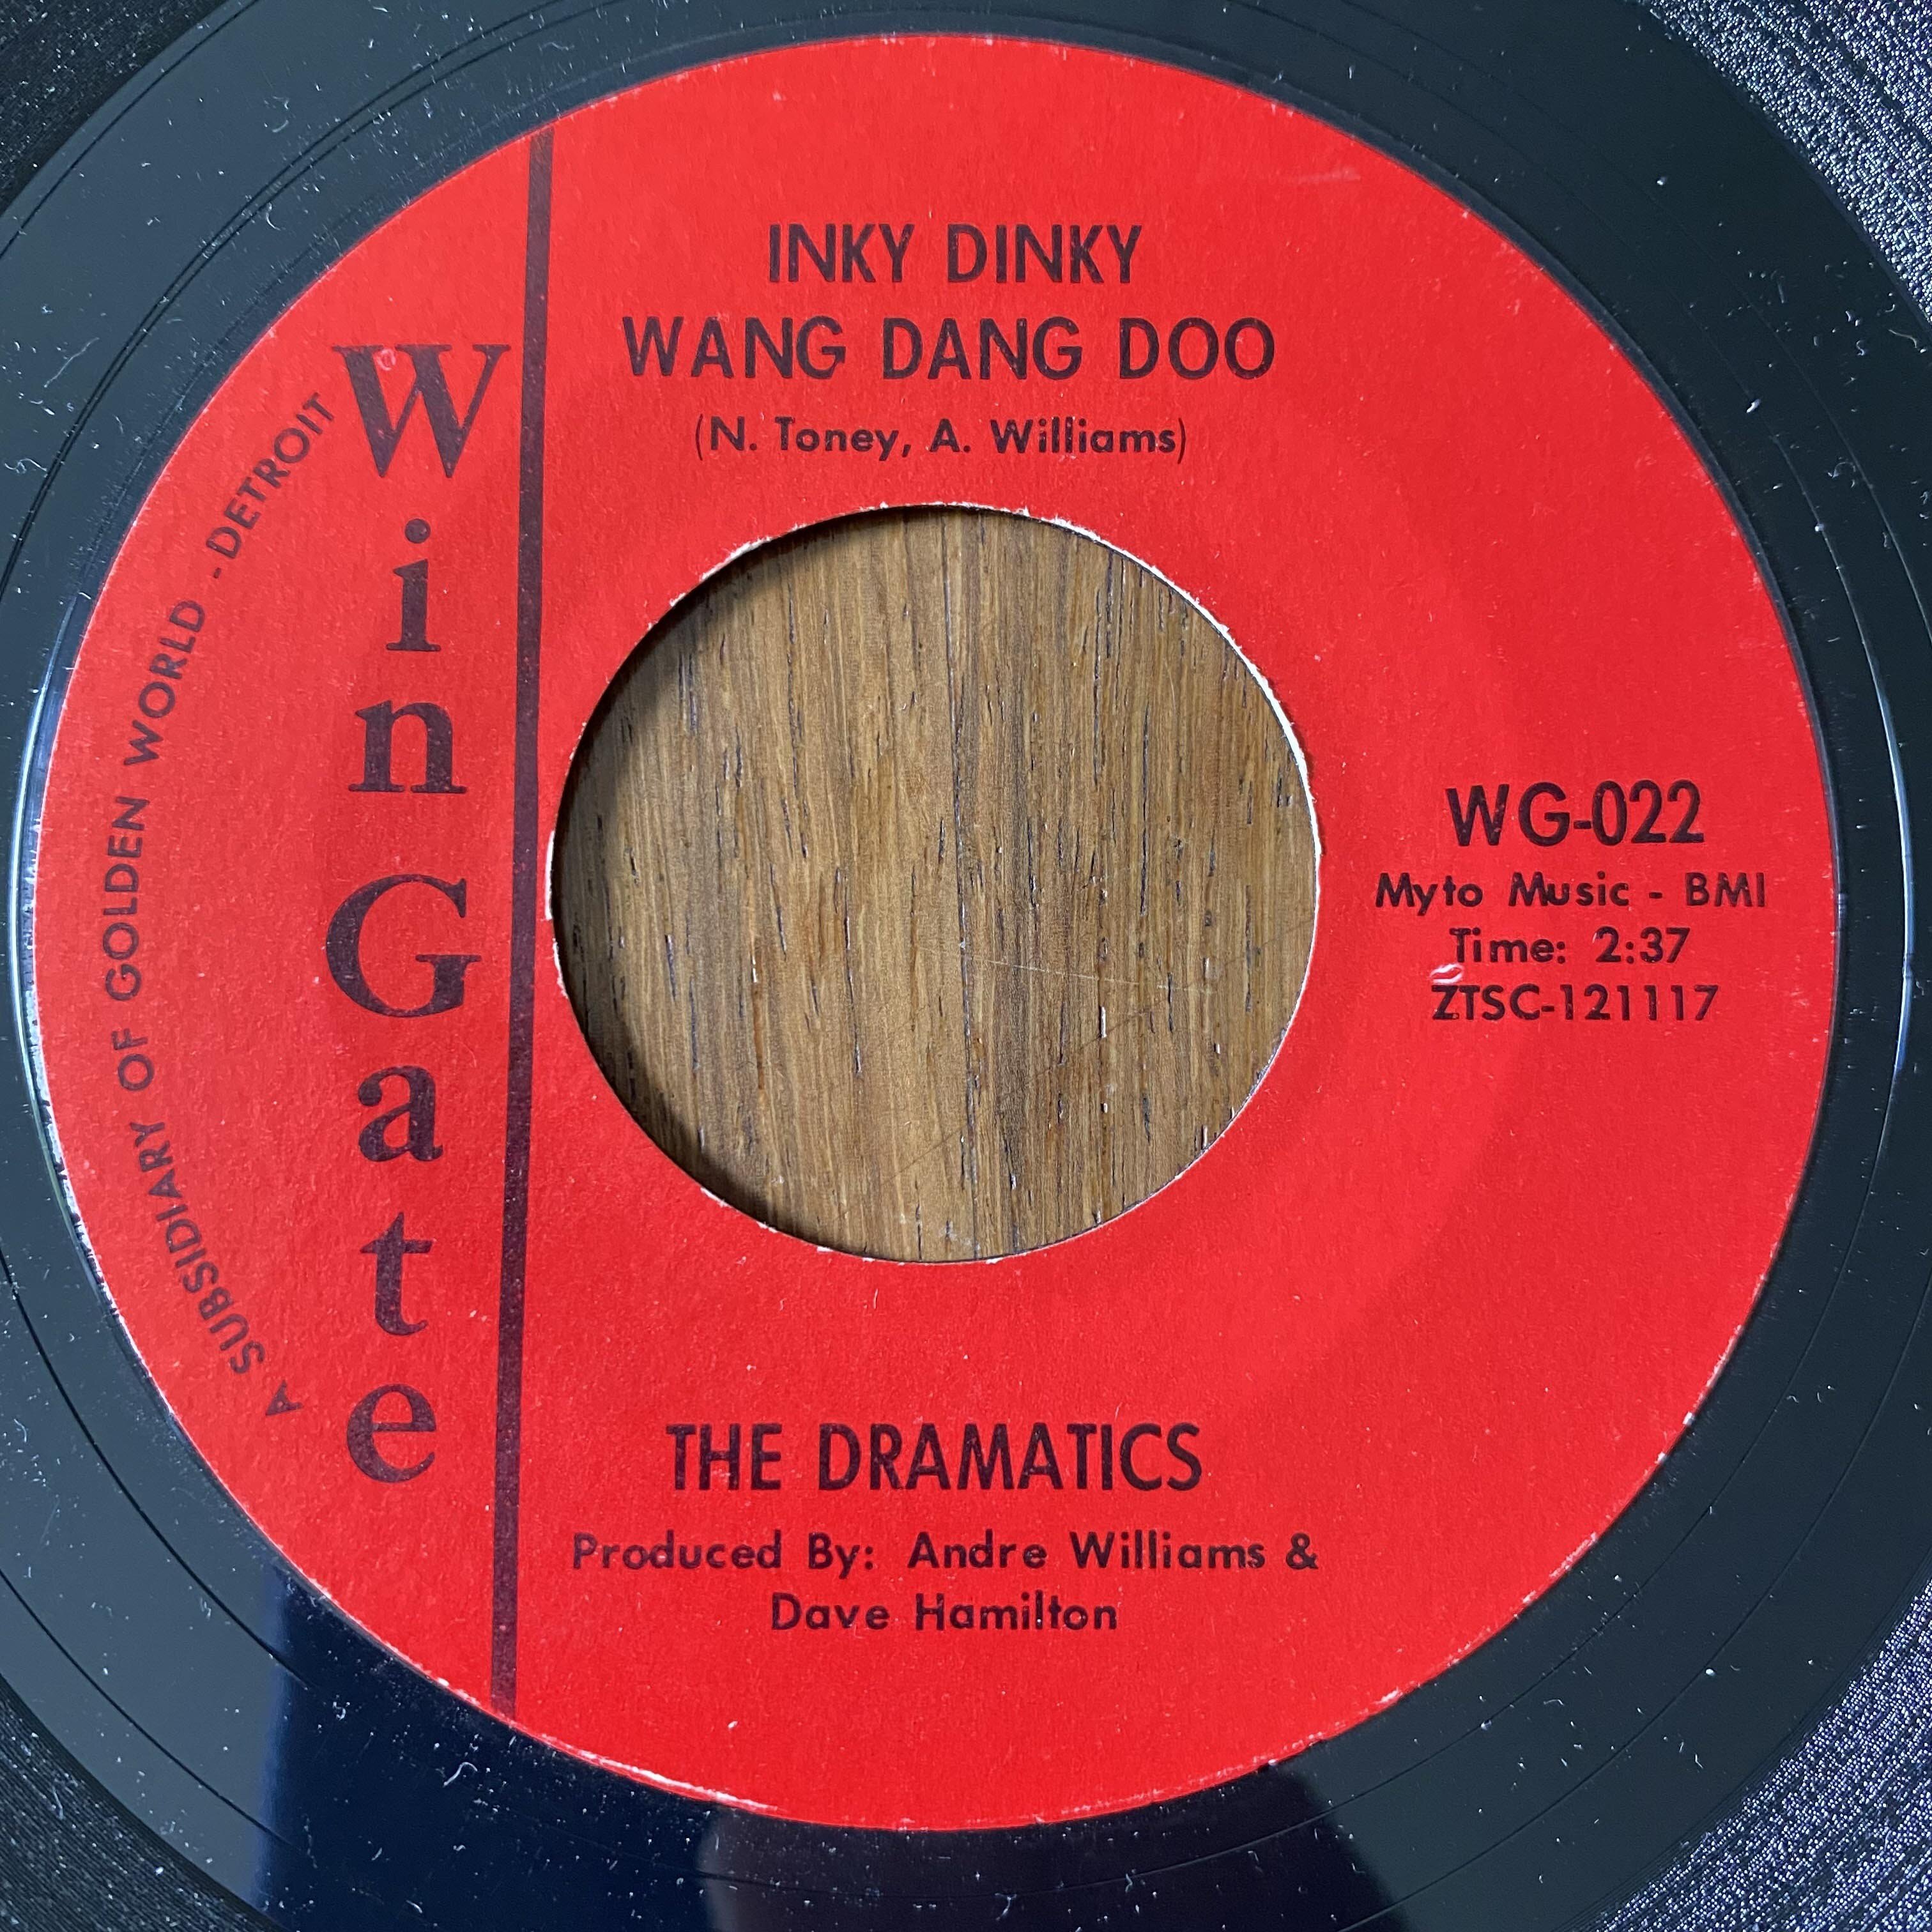 INKY DINKY
WANG DANG DOO
(N. Toney, A. Williams)
WinGate
A SUBSIDIARY OF GOLDEN WORLD - DETROIT
WG-022
Myto Music - BMI
Time: 2:37
ZTSC-121117
THE DRAMATICS
Produced By: Andre Williams &
Dave Hamilton